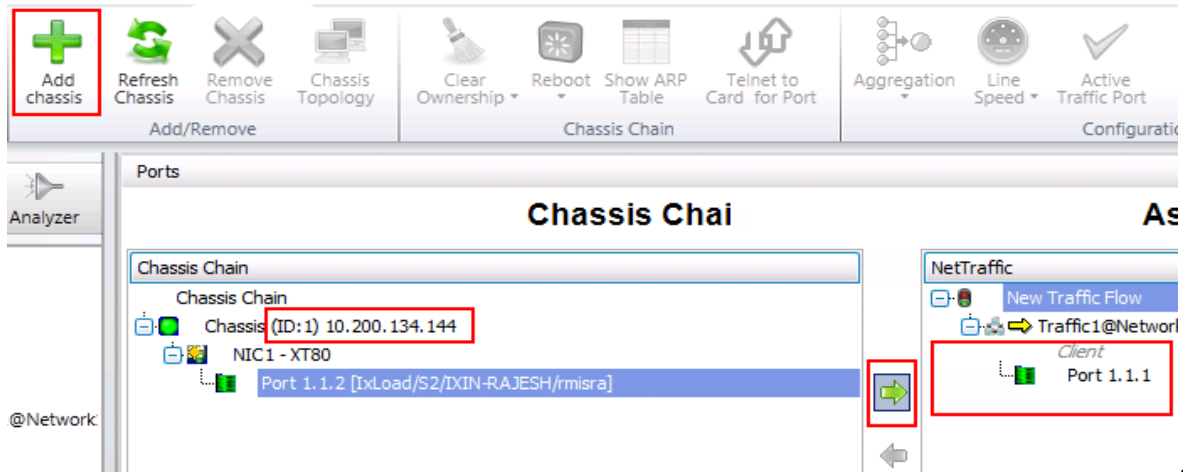 Add chassis
Refresh Chassis
Remove Chassis
Chassis Topology
Clear Ownership
Reboot
Show ARP Table
Telnet to Card for Port
Aggregation
Line Speed
Active Traffic Port
Add/Remove
Chassis Chain
Configuratio
Ports
Analyzer
Chassis Chai
As
Chassis Chain
NetTraffic
Chassis Chain
New Traffic Flow
Chassis (ID:1) 10.200.134.144
Traffic1@Network
NIC1 - XT80
Client
Port 1.1.2 [IxLoad/S2/IXIN-RAJESH/rmisra]
Port 1.1.1
@Network